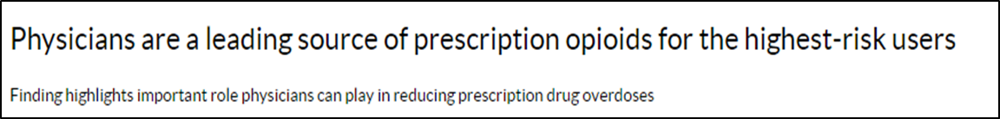 Physicians are a leading source of prescription opioids for the highest-risk users
Finding highlights important role physicians can play in reducing prescription drug overdoses